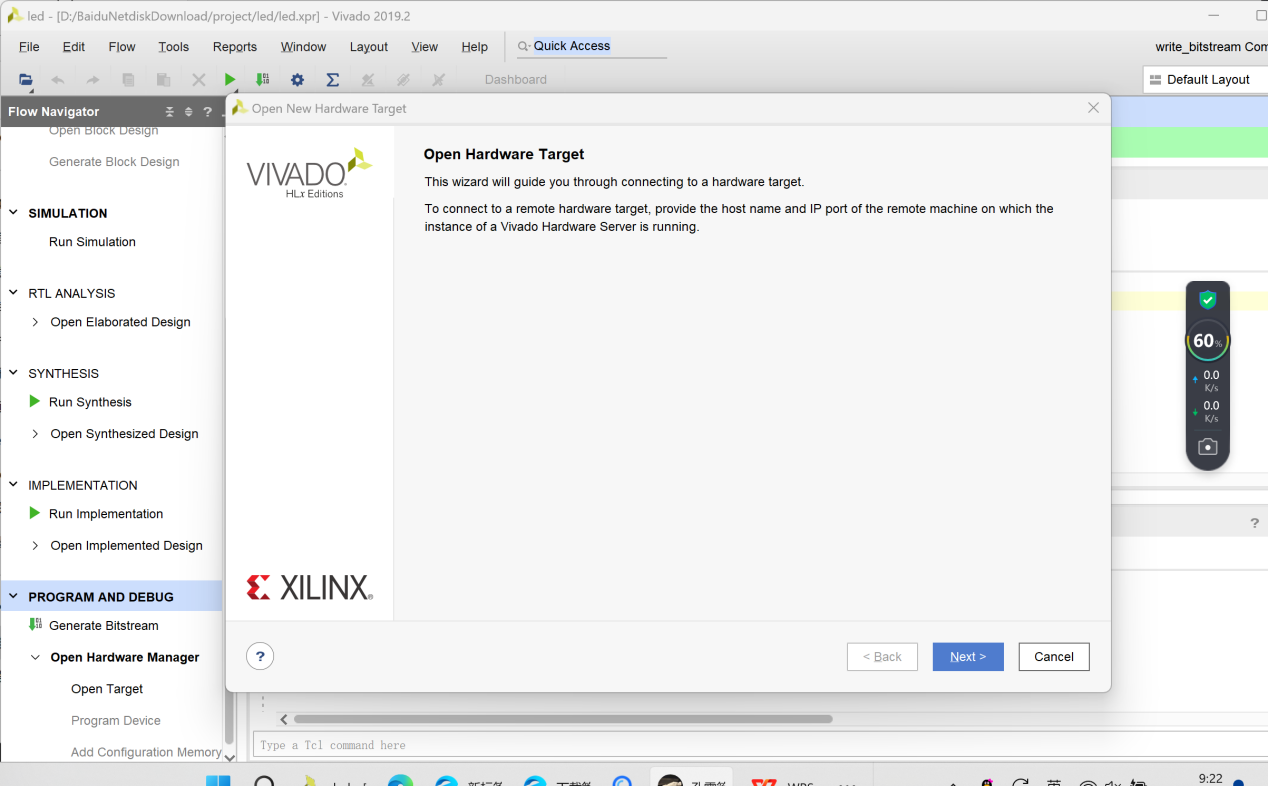 led - [D:/BaiduNetdiskDownload/project/led/led.xpr] - Vivado 2019.2
File Edit Flow Tools Reports Window Layout View Help Quick Access write_bitstream Com
Dashboard Default Layout
Flow Navigator ?
Open Block Design
Generate Block Design
SIMULATION
Run Simulation
RTL ANALYSIS
Open Elaborated Design
SYNTHESIS
Run Synthesis
Open Synthesized Design
IMPLEMENTATION
Run Implementation
Open Implemented Design
PROGRAM AND DEBUG
Generate Bitstream
Open Hardware Manager
Open Target
Program Device
Add Configuration Memory
Open New Hardware Target
VIVADO
HLx Editions
Open Hardware Target
This wizard will guide you through connecting to a hardware target.
To connect to a remote hardware target, provide the host name and IP port of the remote machine on which the
instance of a Vivado Hardware Server is running.
XILINX
?
< Back Next > Cancel
60%
0.0
K/s
0.0
K/s
?
Type a Tcl command here
9:22